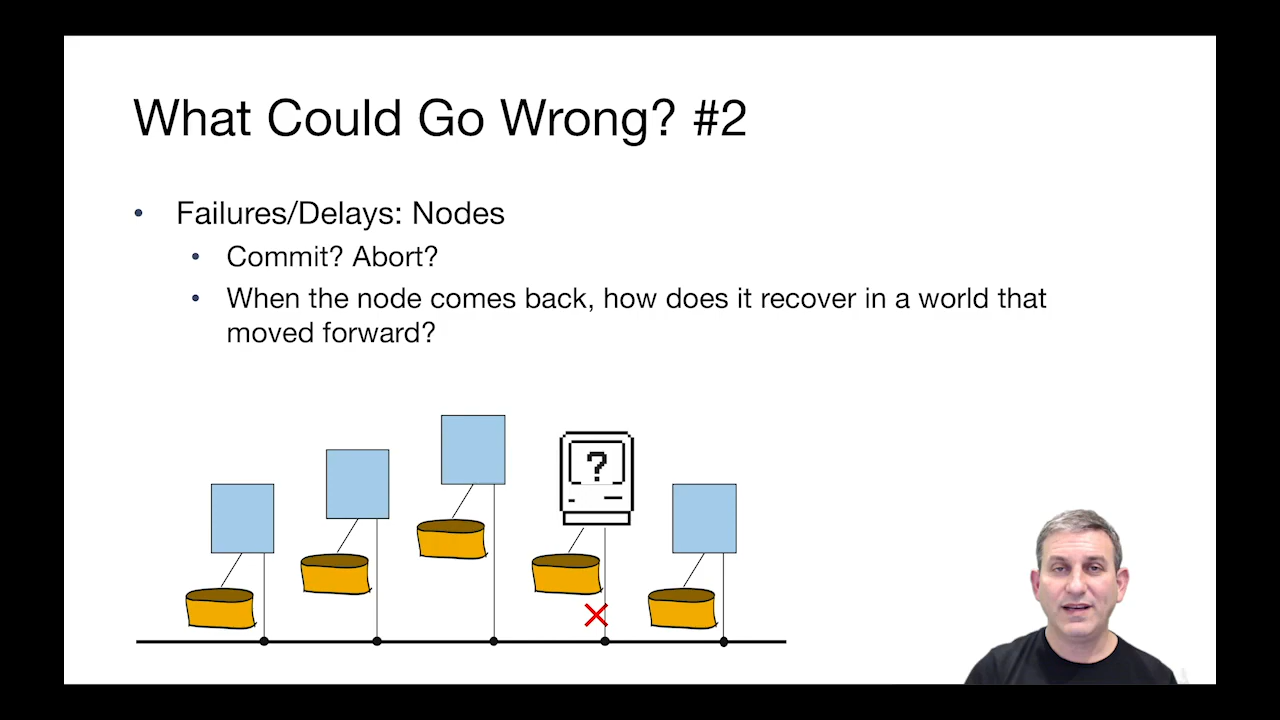 What Could Go Wrong? #2
• Failures/Delays: Nodes
• Commit? Abort?
• When the node comes back, how does it recover in a world that
moved forward?
?